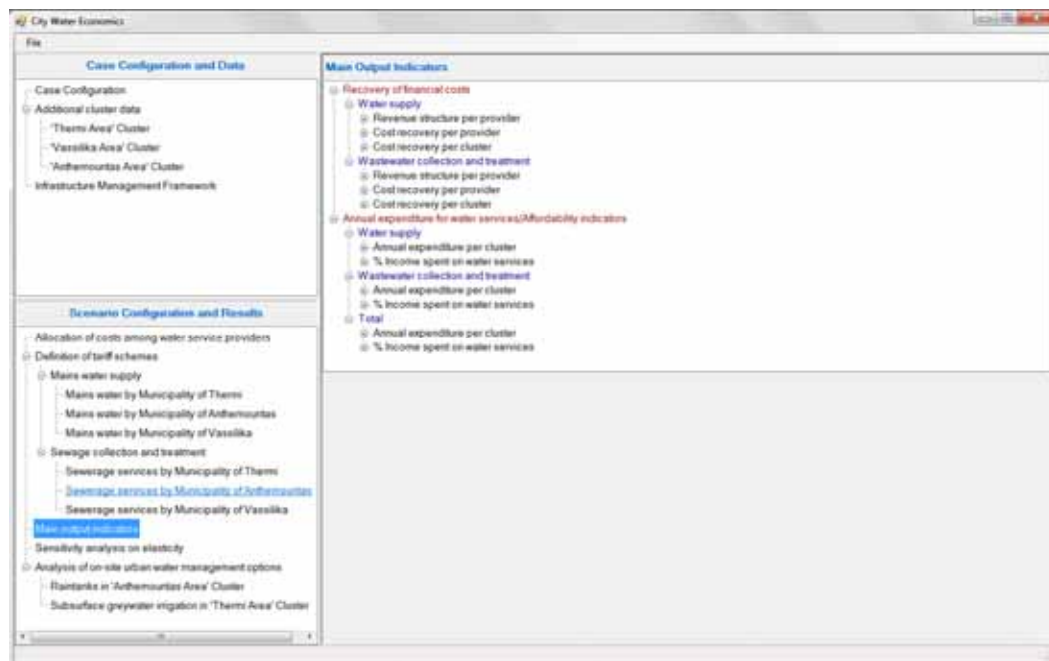 City Water Economics
File
Case Configuration and Data
Case Configuration
Additional cluster data
'Thermi Area' Cluster
'Vassilika Area' Cluster
'Anthemountas Area' Cluster
Infrastructure Management Framework
Scenario Configuration and Results
Allocation of costs among water service providers
Definition of tariff schemes
Mains water supply
Mains water by Municipality of Thermi
Mains water by Municipality of Anthemountas
Mains water by Municipality of Vassilika
Sewage collection and treatment
Sewerage services by Municipality of Thermi
Sewerage services by Municipality of Anthemountas
Sewerage services by Municipality of Vassilika
Main output indicators
Sensitivity analysis on elasticity
Analysis of on-site urban water management options
Raintanks in 'Anthemountas Area' Cluster
Subsurface greywater irrigation in 'Thermi Area' Cluster
Main Output Indicators
Recovery of financial costs
Water supply
Revenue structure per provider
Cost recovery per provider
Cost recovery per cluster
Wastewater collection and treatment
Revenue structure per provider
Cost recovery per provider
Cost recovery per cluster
Annual expenditure for water services/Affordability indicators
Water supply
Annual expenditure per cluster
% Income spent on water services
Wastewater collection and treatment
Annual expenditure per cluster
% Income spent on water services
Total
Annual expenditure per cluster
% Income spent on water services